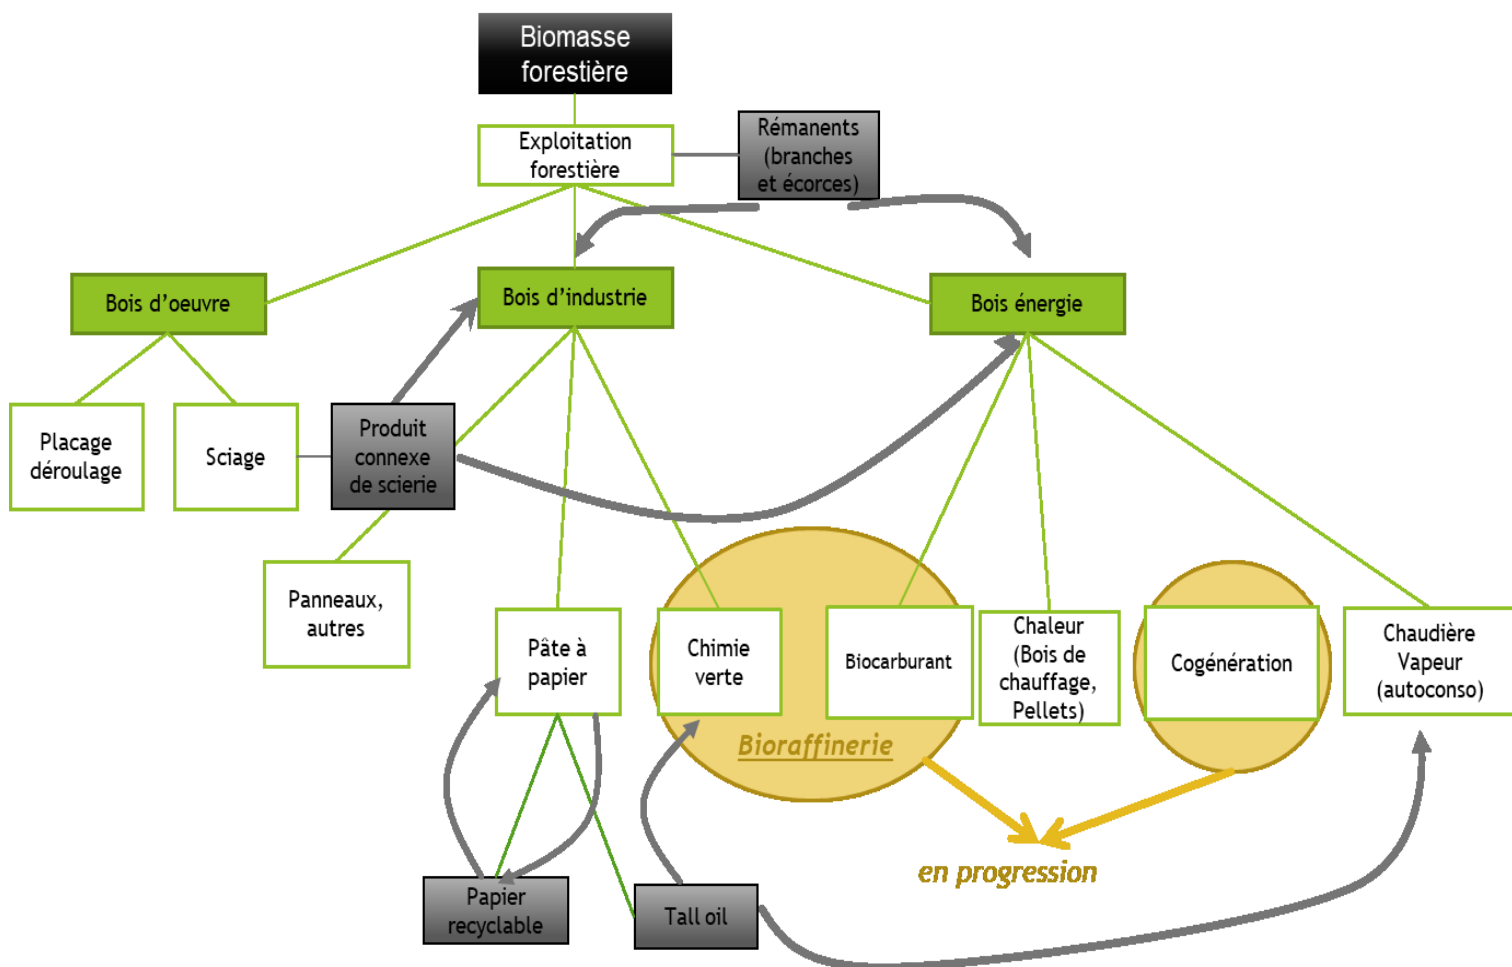 Biomasse
forestière
Exploitation
forestière
Rémanents
(branches
et écorces)
Bois d'oeuvre
Bois d'industrie
Bois énergie
Placage
déroulage
Sciage
Produit
connexe
de scierie
Panneaux,
autres
Pâte à
papier
Chimie
verte
Biocarburant
Chaleur
(Bois de
chauffage,
Pellets)
Cogénération
Chaudière
Vapeur
(autoconso)
Bioraffinerie
en progression
Papier
recyclable
Tall oil